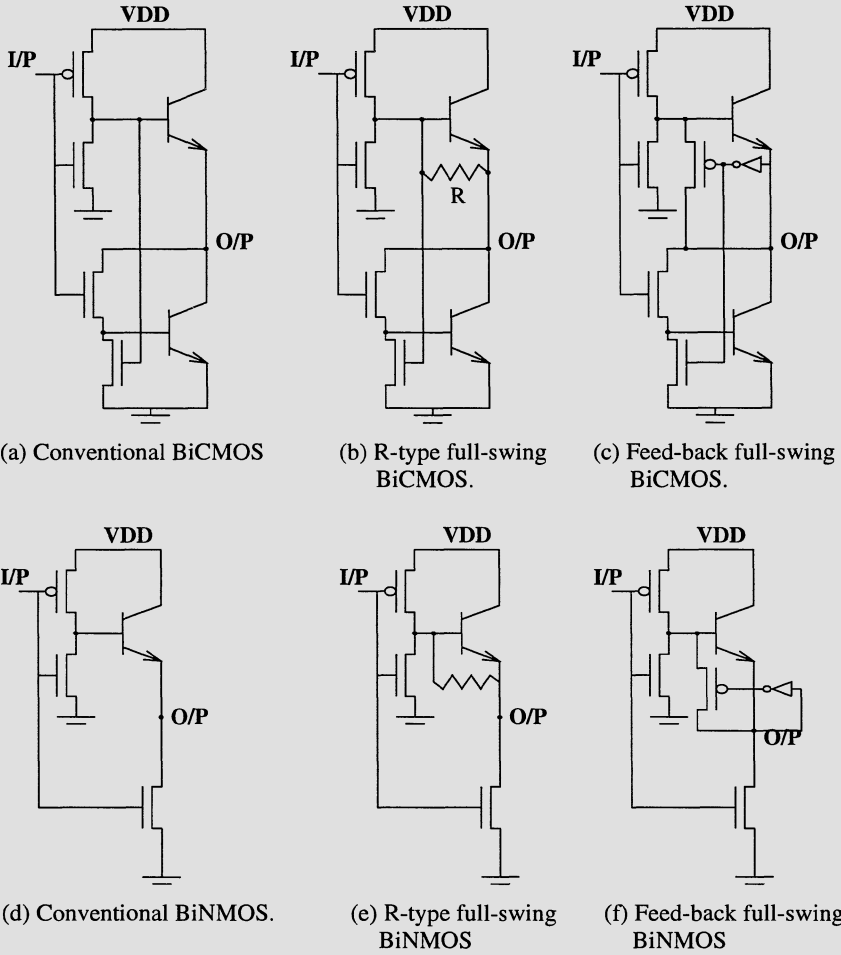 VDD VDD VDD
I/P I/P I/P
R
O/P O/P O/P
(a) Conventional BiCMOS (b) R-type full-swing (c) Feed-back full-swing
BiCMOS. BiCMOS.
VDD VDD VDD
I/P I/P I/P
O/P O/P O/P
(d) Conventional BiNMOS. (e) R-type full-swing (f) Feed-back full-swing
BiNMOS BiNMOS